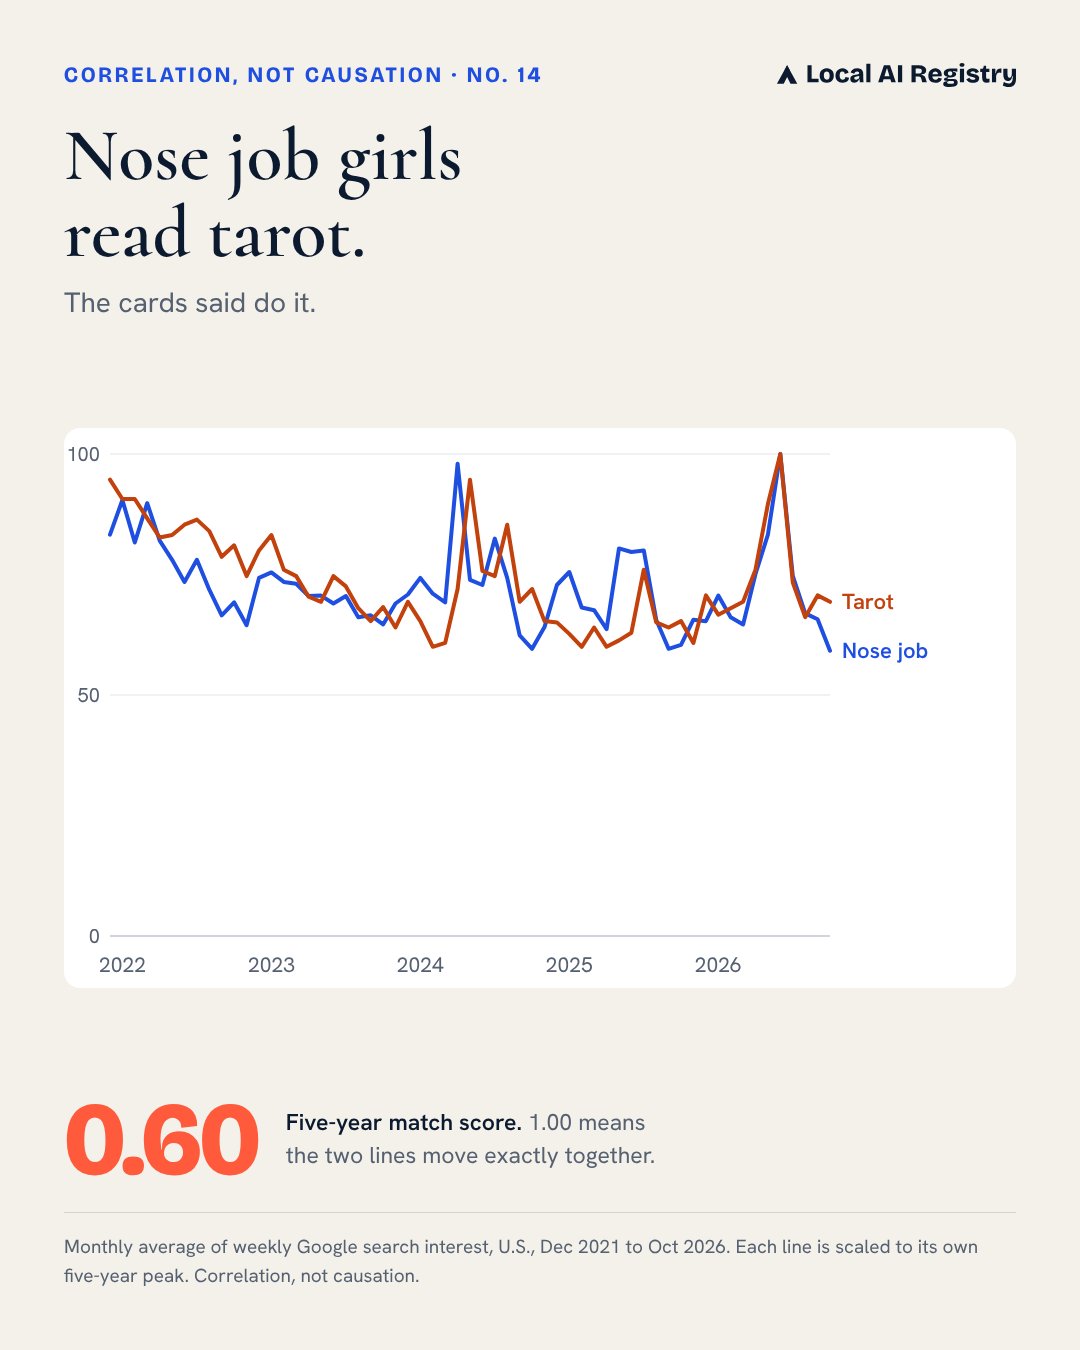 CORRELATION, NOT CAUSATION · NO. 14
Local AI Registry
Nose job girls
read tarot.
The cards said do it.
100
50
0
Tarot
Nose job
2022
2023
2024
2025
2026
0.60
Five-year match score. 1.00 means
the two lines move exactly together.
Monthly average of weekly Google search interest, U.S., Dec 2021 to Oct 2026. Each line is scaled to its own
five-year peak. Correlation, not causation.